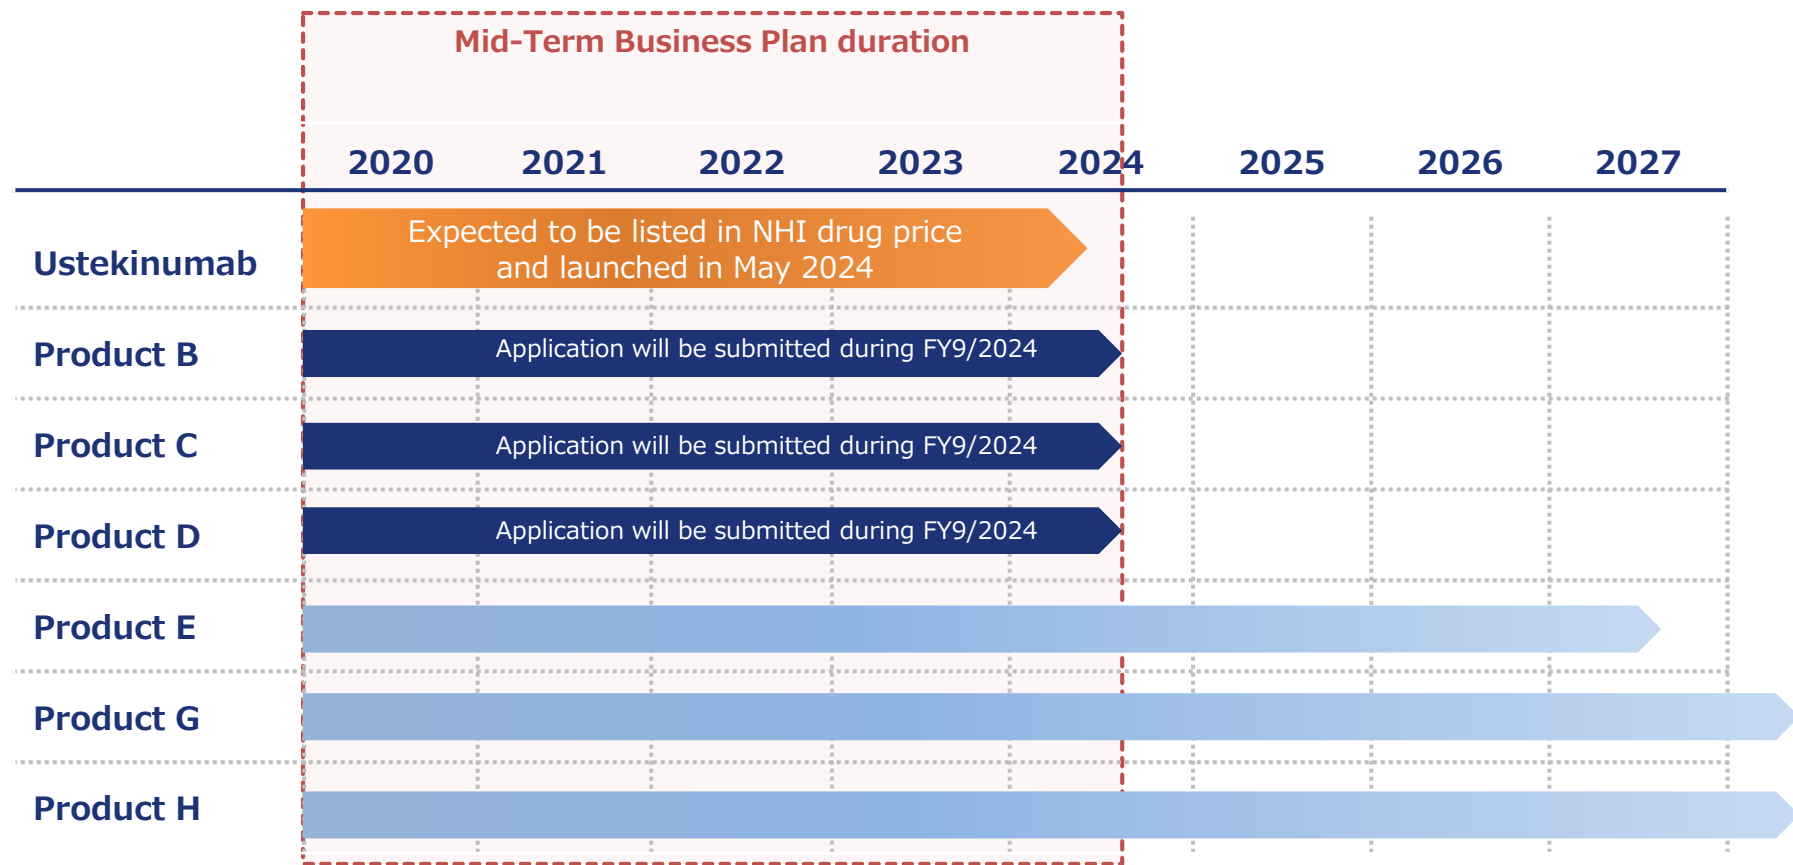 Mid-Term Business Plan duration
2020 2021 2022 2023 2024 2025 2026 2027
Ustekinumab
Expected to be listed in NHI drug price
and launched in May 2024
Product B
Application will be submitted during FY9/2024
Product C
Application will be submitted during FY9/2024
Product D
Application will be submitted during FY9/2024
Product E
Product G
Product H